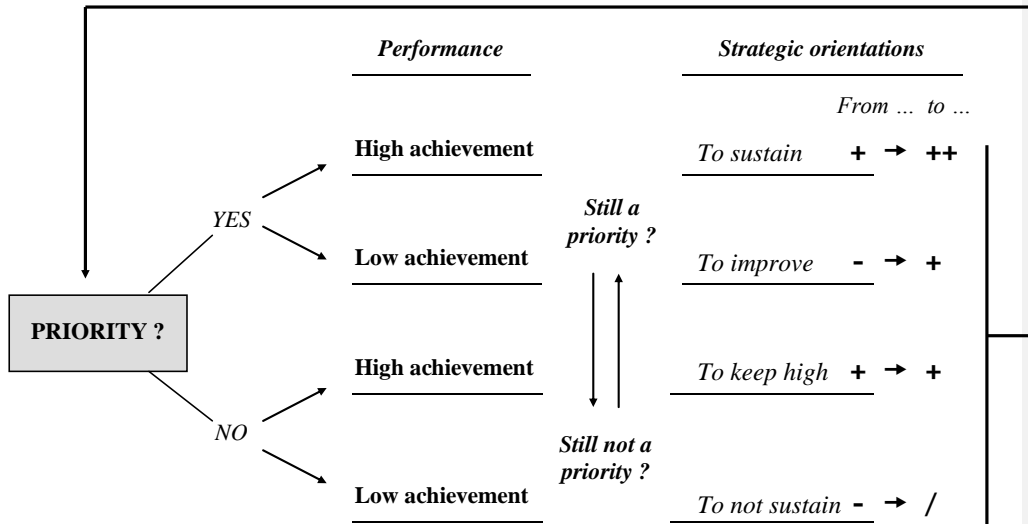 Performance Strategic orientations
From ... to ...
High achievement To sustain + → ++
YES
Still a
priority ?
Low achievement To improve - → +
PRIORITY ?
High achievement To keep high + → +
NO
Still not a
priority ?
Low achievement To not sustain - → /